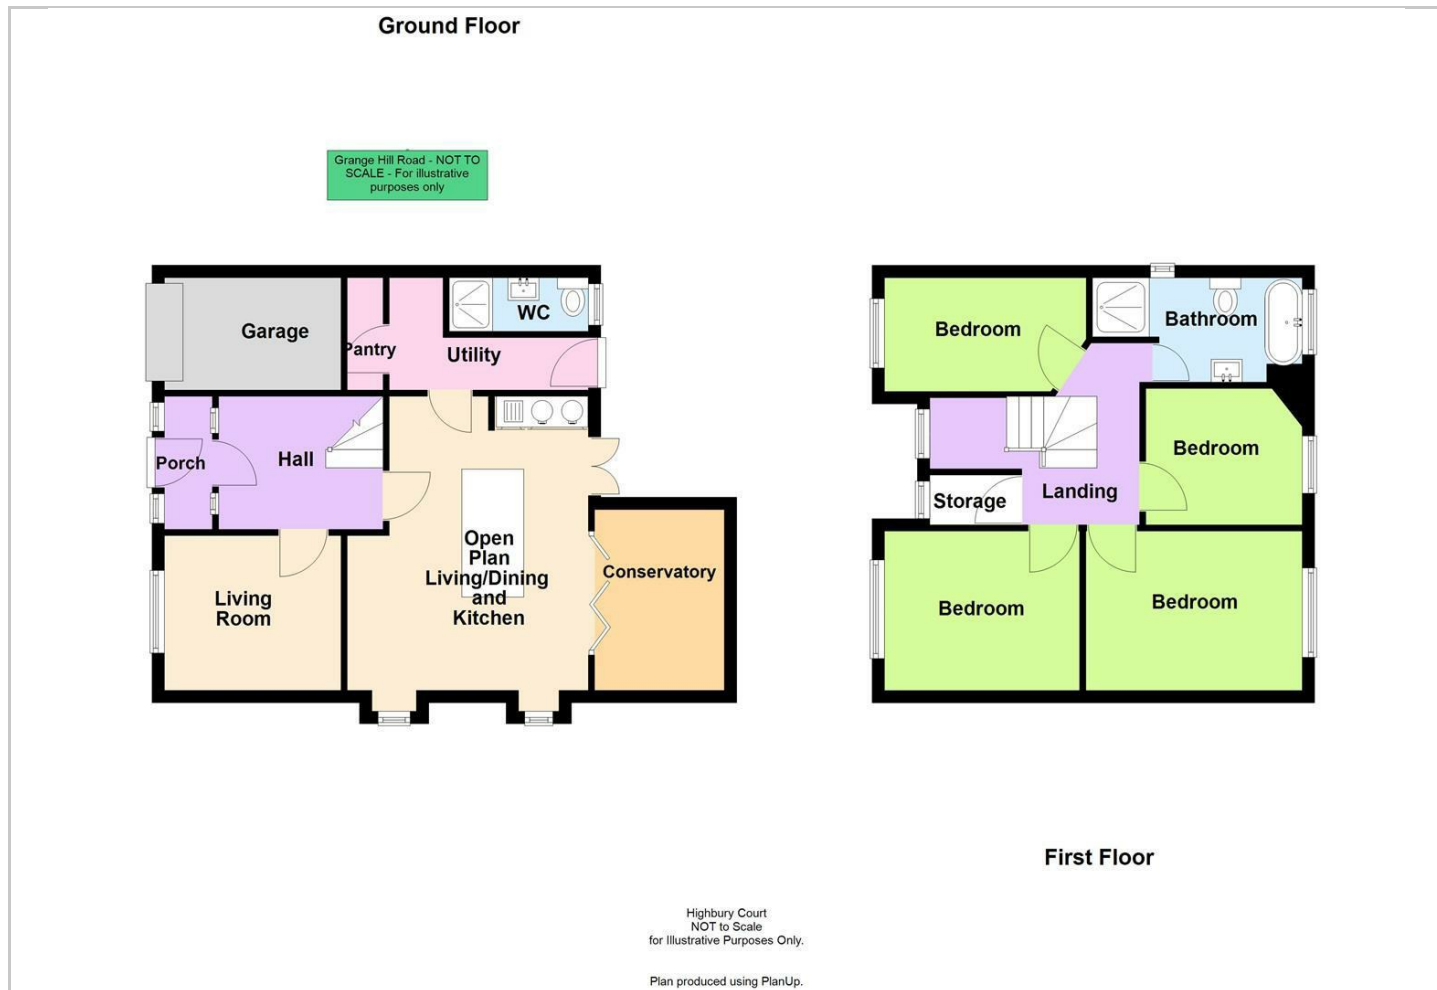 Ground Floor
Grange Hill Road - NOT TO
SCALE - For illustrative
purposes only
Garage
Pantry
Utility
WC
Porch
Hall
Living
Room
Open
Plan
Living/Dining
and
Kitchen
Conservatory
Bedroom
Bathroom
Bedroom
Storage
Landing
Bedroom
Bedroom
First Floor
Highbury Court
NOT to Scale
for Illustrative Purposes Only.
Plan produced using PlanUp.